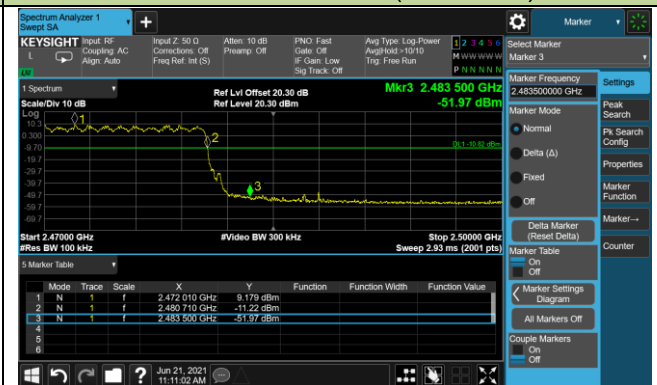 Spectrum Analyzer 1
Swept SA
+
Marker
KEYSIGHT Input: RF Input Z: 50 Ω Atten: 10 dB PNO: Fast Avg Type: Log-Power 1 2 3 4 5 6
L Coupling: AC Corrections: Off Preamp: Off Gate: Off Avg|Hold:>10/10 M W W W W W
Align: Auto Freq Ref: Int (S) IF Gain: Low Trig: Free Run
Sig Track: Off P N N N N N
Select Marker
Marker 3
1 Spectrum
Ref Lvl Offset 20.30 dB Mkr3 2.483 500 GHz
Scale/Div 10 dB Ref Level 20.30 dBm -51.97 dBm
Log
10.3
0.300
-9.70
-19.7
-29.7
-39.7
-49.7
-59.7
-69.7
1
2
3
DL1 -10.82 dBm
Start 2.47000 GHz #Video BW 300 kHz Stop 2.50000 GHz
#Res BW 100 kHz Sweep 2.93 ms (2001 pts)
5 Marker Table
Mode Trace Scale X Y Function Function Width Function Value
1 N 1 f 2.472 010 GHz 9.179 dBm
2 N 1 f 2.480 710 GHz -11.22 dBm
3 N 1 f 2.483 500 GHz -51.97 dBm
4
5
6
Marker Frequency
2.483500000 GHz
Marker Mode
Normal
Delta (Δ)
Fixed
Off
Delta Marker
(Reset Delta)
Marker Table
On
Off
Marker Settings
Diagram
All Markers Off
Couple Markers
On
Off
Settings
Peak
Search
Pk Search
Config
Properties
Marker
Function
Marker→
Counter
?
Jun 21, 2021
11:11:02 AM